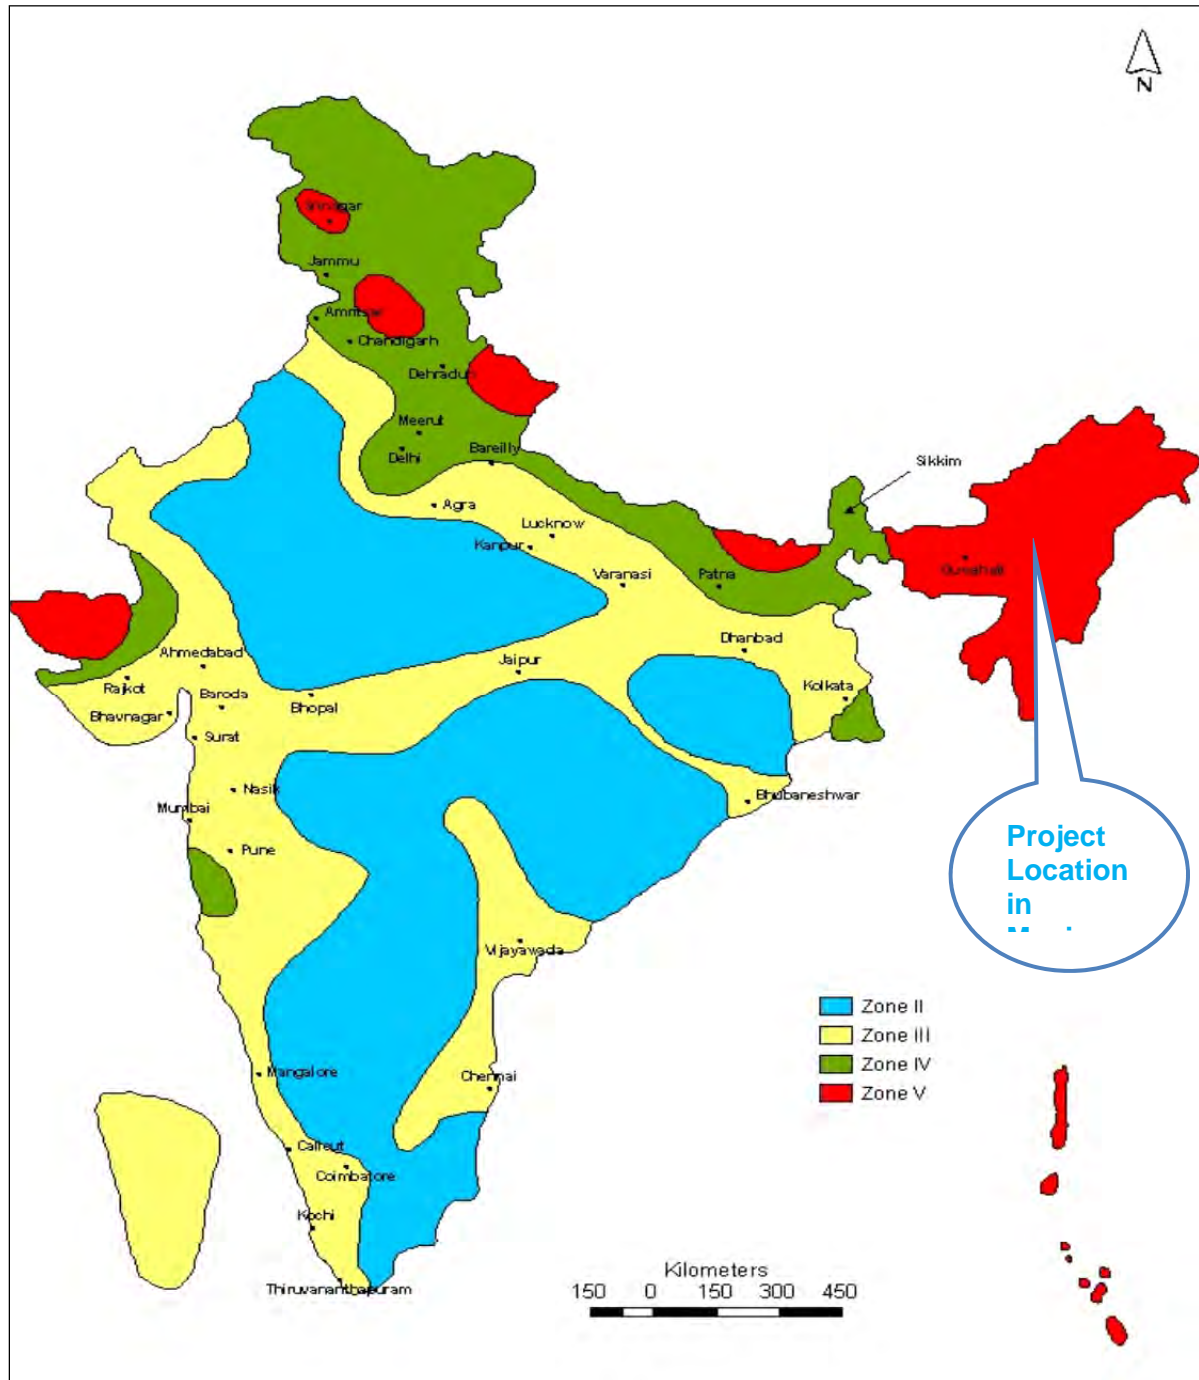 N
Srinagar
Jammu
Amritsar
Chandigarh
Dehradun
Meerut
Delhi
Bareilly
Sikkim
Agra
Lucknow
Kanpur
Guwahati
Varanasi
Patna
Dhanbad
Ahmedabad
Jaipur
Rajkot
Baroda
Bhopal
Kolkata
Bhavnagar
Surat
Nasik
Bhubaneshwar
Mumbai
Pune
Project
Location
in
Vijayawada
Zone II
Zone III
Zone IV
Zone V
Mangalore
Chennai
Calicut
Coimbatore
Kochi
Thiruvananthapuram
Kilometers
150 0 150 300 450